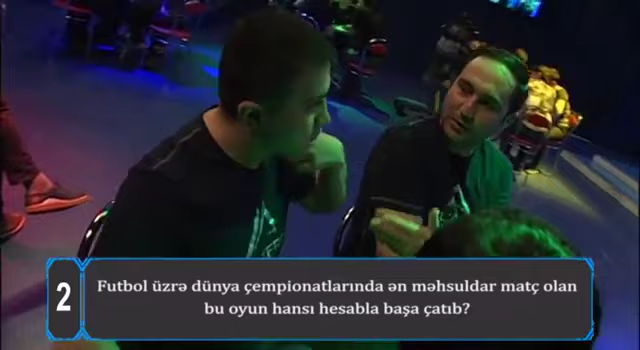 2
Futbol üzrə dünya çempionatlarında ən məhsuldar matç olan
bu oyun hansı hesabla başa çatıb?